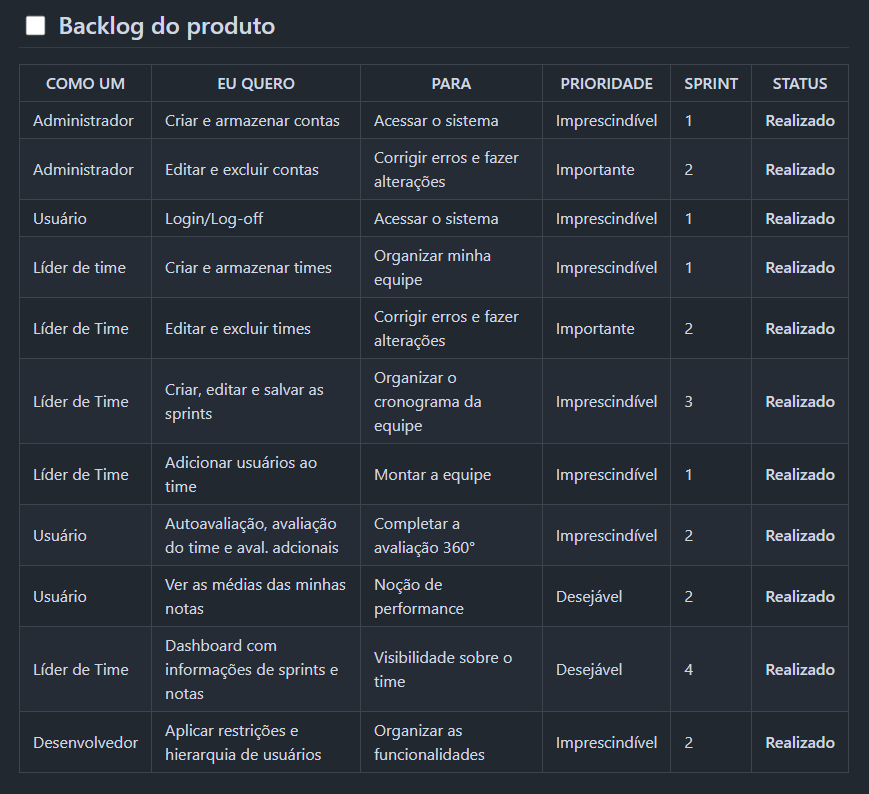 Backlog do produto
COMO UM EU QUERO PARA PRIORIDADE SPRINT STATUS
Administrador Criar e armazenar contas Acessar o sistema Imprescindível 1 Realizado
Administrador Editar e excluir contas Corrigir erros e fazer alterações Importante 2 Realizado
Usuário Login/Log-off Acessar o sistema Imprescindível 1 Realizado
Líder de time Criar e armazenar times Organizar minha equipe Imprescindível 1 Realizado
Líder de Time Editar e excluir times Corrigir erros e fazer alterações Importante 2 Realizado
Líder de Time Criar, editar e salvar as sprints Organizar o cronograma da equipe Imprescindível 3 Realizado
Líder de Time Adicionar usuários ao time Montar a equipe Imprescindível 1 Realizado
Usuário Autoavaliação, avaliação do time e aval. adcionais Completar a avaliação 360° Imprescindível 2 Realizado
Usuário Ver as médias das minhas notas Noção de performance Desejável 2 Realizado
Líder de Time Dashboard com informações de sprints e notas Visibilidade sobre o time Desejável 4 Realizado
Desenvolvedor Aplicar restrições e hierarquia de usuários Organizar as funcionalidades Imprescindível 2 Realizado